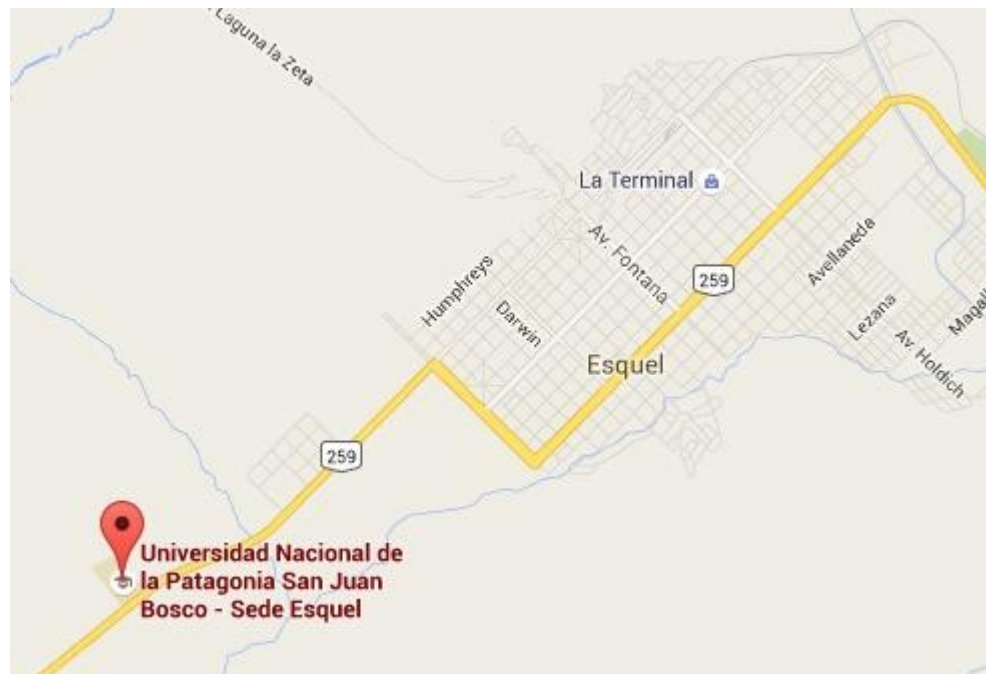 Laguna la Zeta
La Terminal
Av. Fontana
Avellaneda
259
Humphreys
Darwin
Lezana
Magall
Av. Holdich
Esquel
259
Universidad Nacional de
la Patagonia San Juan
Bosco - Sede Esquel